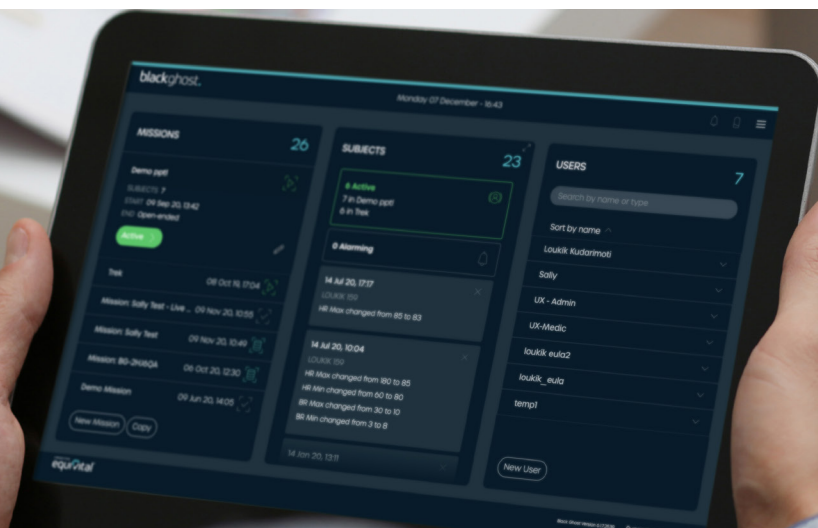 blackghost.
Monday 07 December - 16:43
MISSIONS
26
Demo ppti
SUBJECTS 7
START 09 Sep 20, 13:42
END Open-ended
Active
Trek
08 Oct 19, 17:04
Mission: Sally Test - Live ...
09 Nov 20, 10:55
Mission: Sally Test
09 Nov 20, 10:49
Mission: BG-2HJ6QA
06 Oct 20, 12:30
Demo Mission
09 Jun 20, 14:05
New Mission
Copy
SUBJECTS
23
6 Active
7 in Demo ppti
6 in Trek
0 Alarming
14 Jul 20, 17:17
LOUKIK 159
HR Max changed from 85 to 83
14 Jul 20, 10:04
LOUKIK 159
HR Max changed from 180 to 85
HR Min changed from 60 to 80
BR Max changed from 30 to 10
BR Min changed from 3 to 8
14 Jan 20, 13:11
USERS
7
Search by name or type
Sort by name
Loukik Kudarimoti
Sally
UX - Admin
UX-Medic
loukik eula2
loukik_eula
temp1
New User
equivital